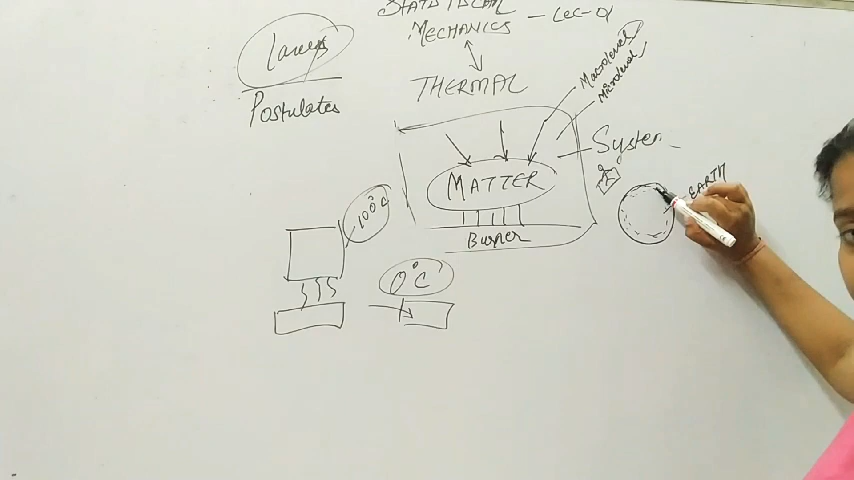 STATISTICAL
MECHANICS - Lec-01
Laws
Postulates
THERMAL
Macrolevel
Microlevel
System
MATTER
EARTH
100°C
Burner
0°C